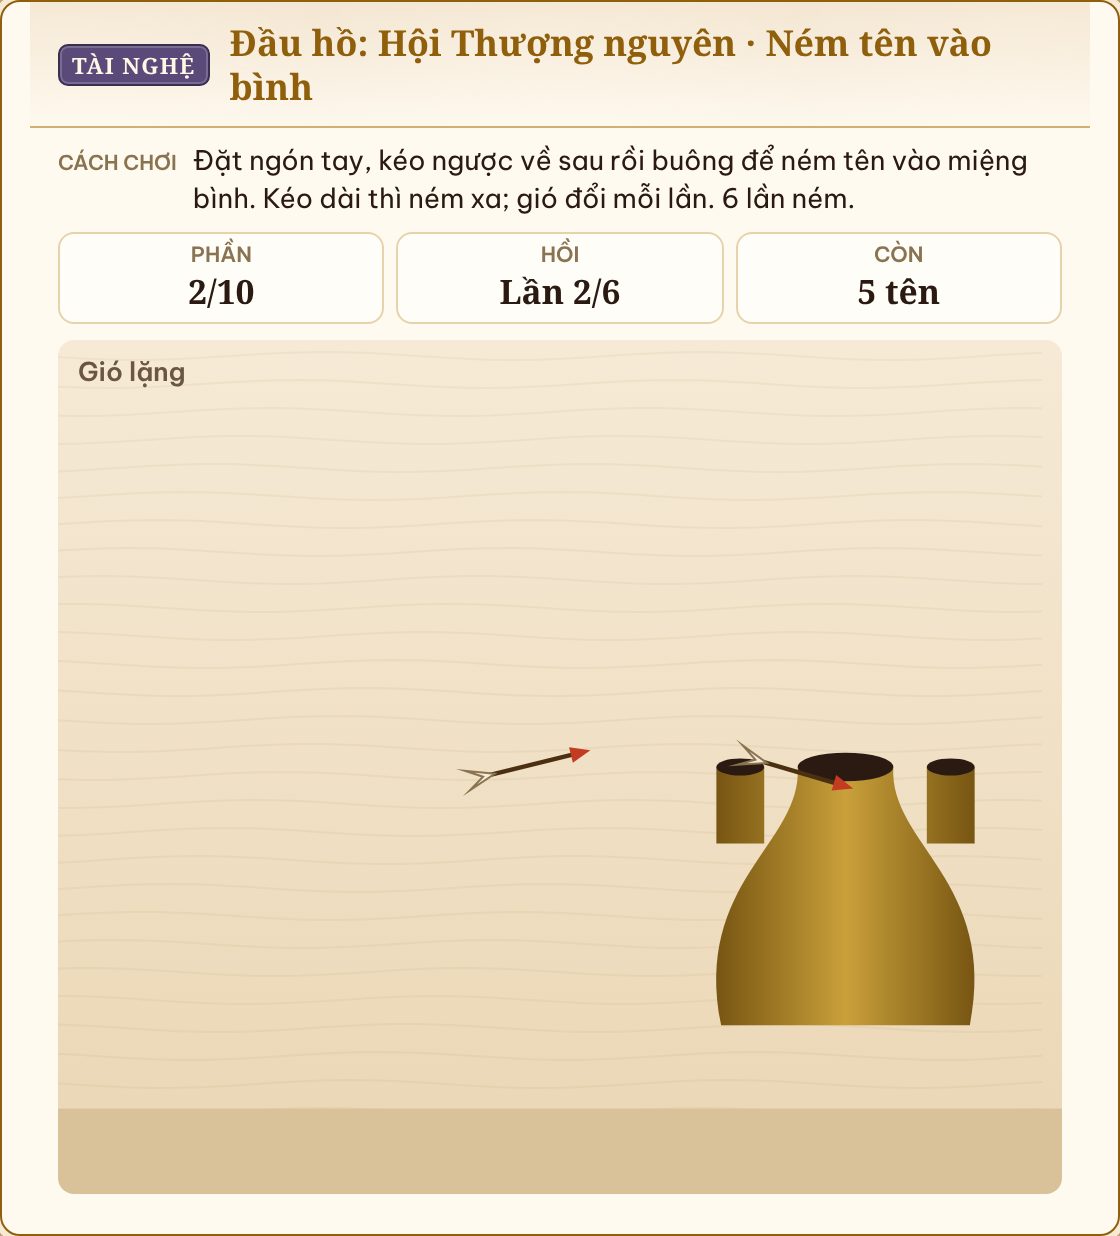 TÀI NGHỆ
Đầu hồ: Hội Thượng nguyên · Ném tên vào
bình
CÁCH CHƠI
Đặt ngón tay, kéo ngược về sau rồi buông để ném tên vào miệng
bình. Kéo dài thì ném xa; gió đổi mỗi lần. 6 lần ném.
PHẦN
2/10
HỒI
Lần 2/6
CÒN
5 tên
Gió lặng